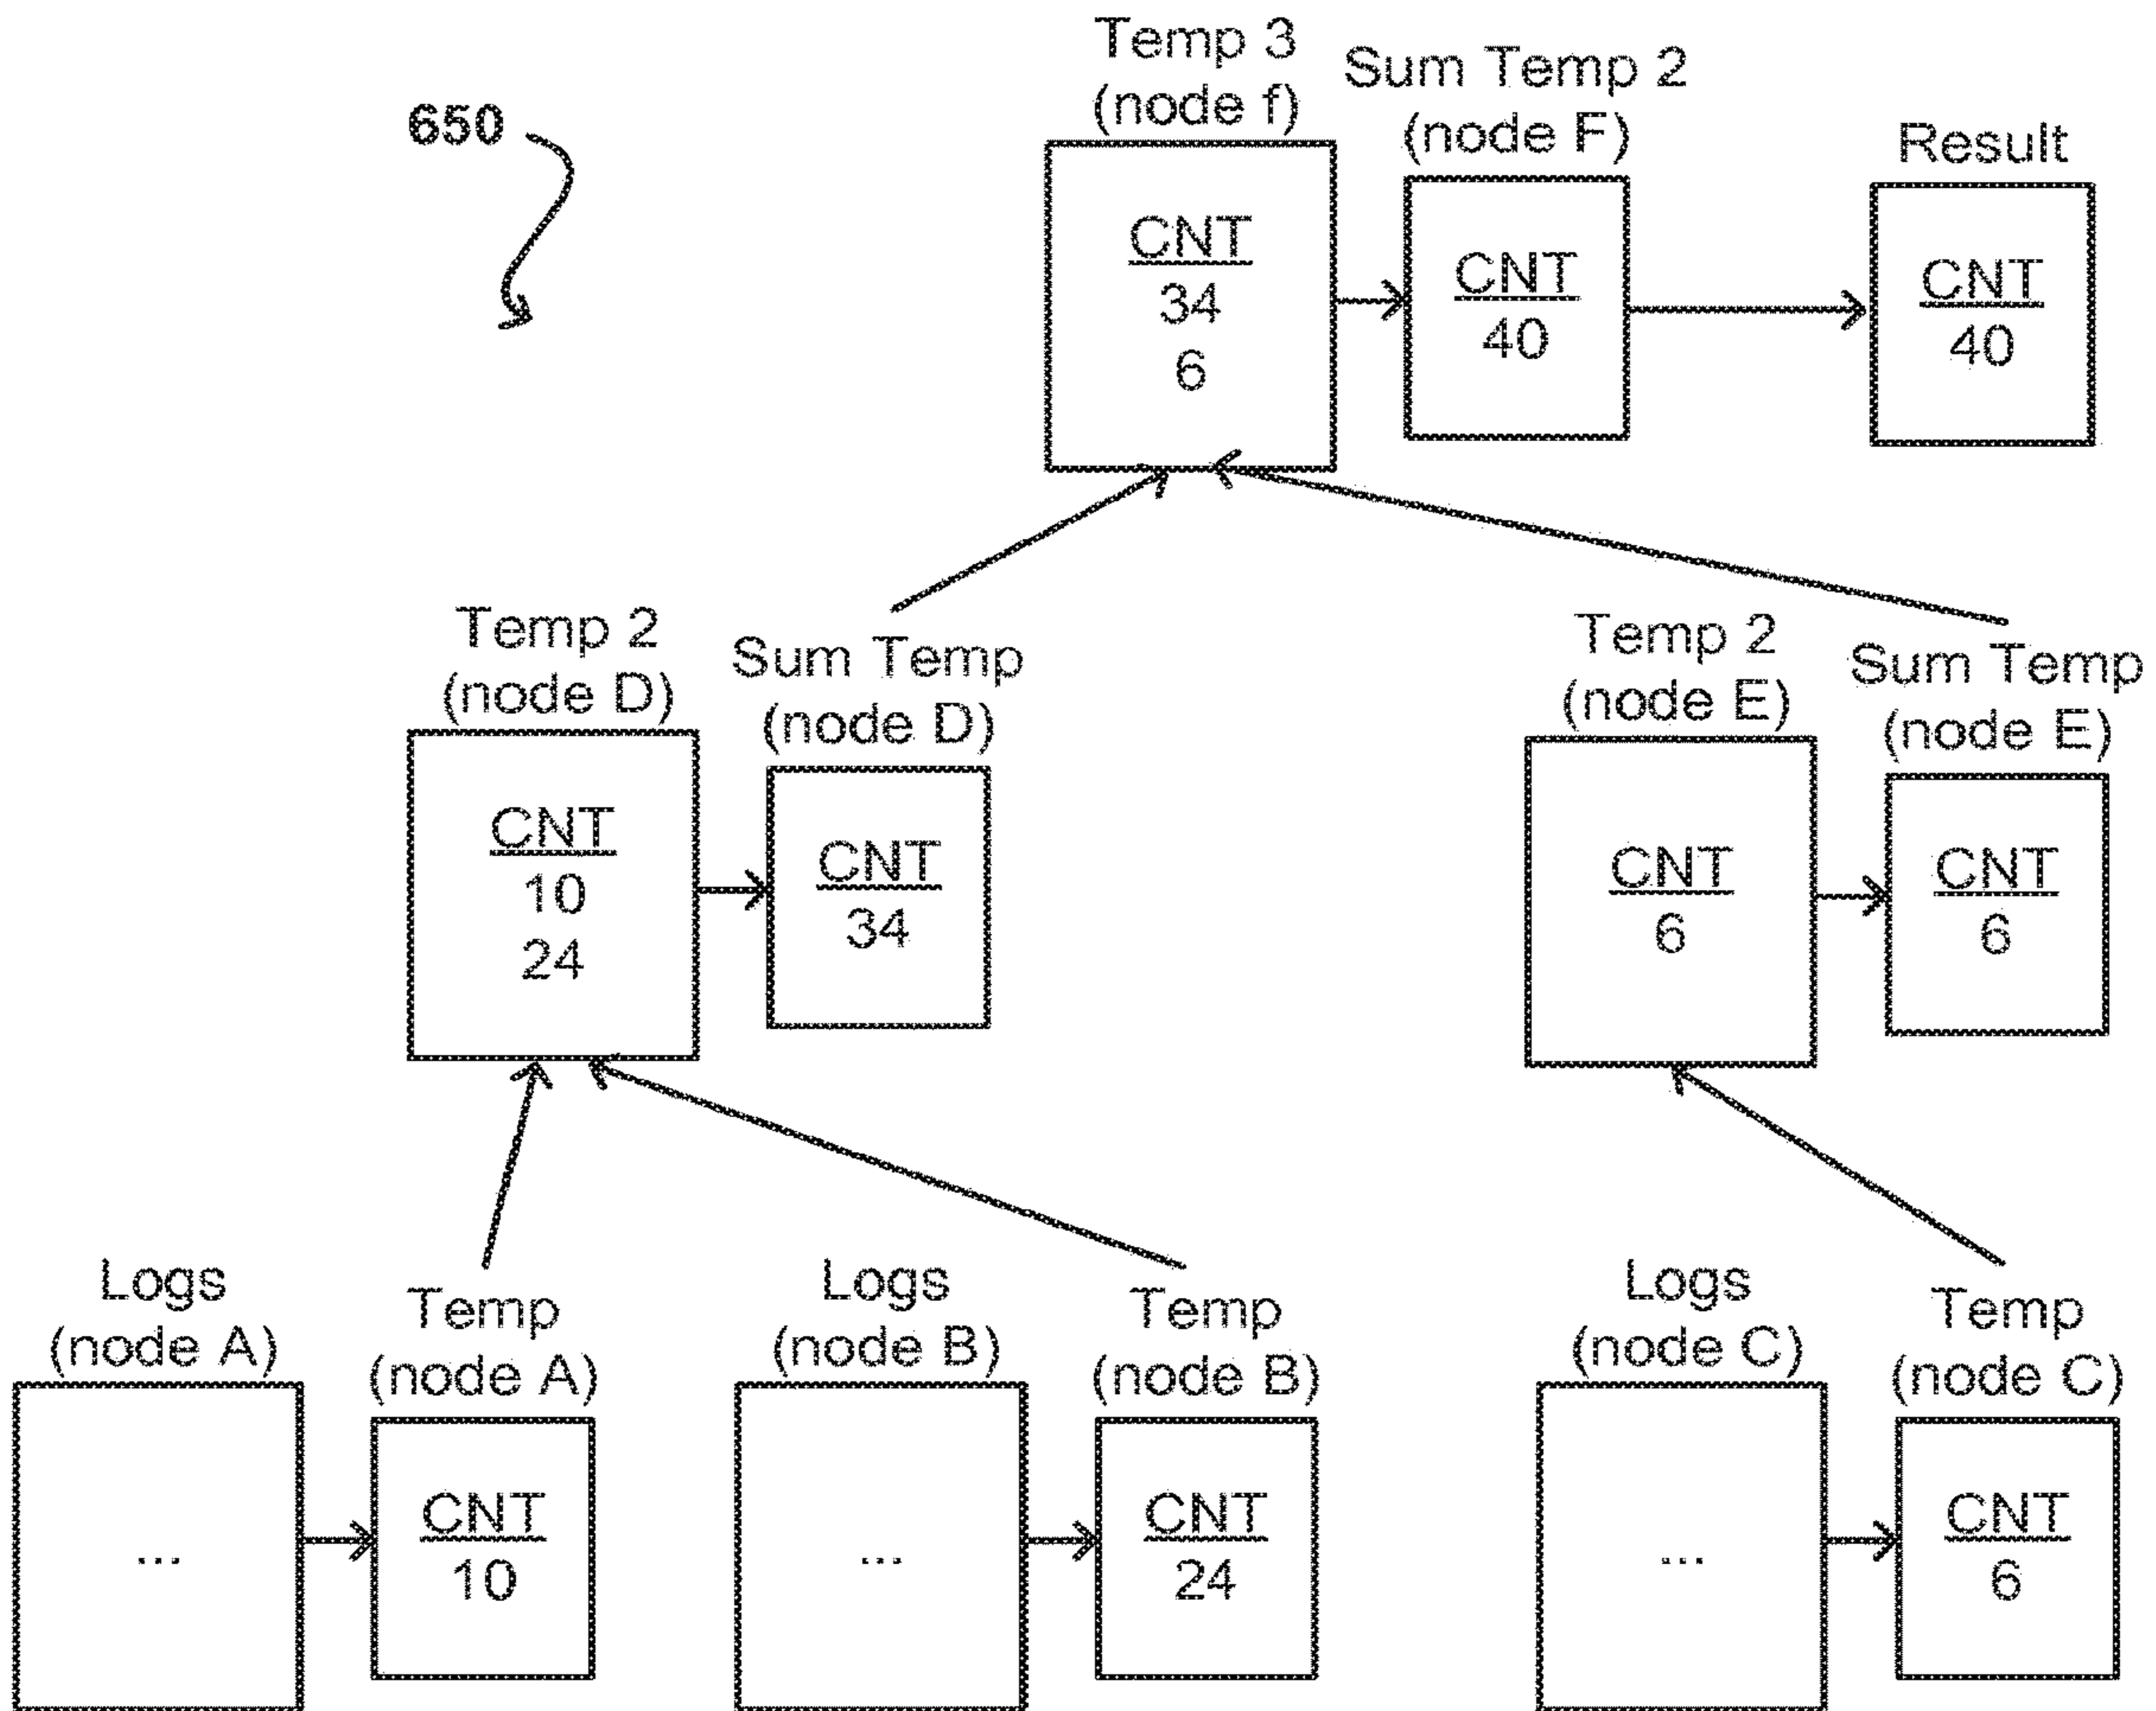 650
Temp 3
(node f)
CNT
34
6
Sum Temp 2
(node F)
CNT
40
Result
CNT
40
Temp 2
(node D)
CNT
10
24
Sum Temp
(node D)
CNT
34
Temp 2
(node E)
CNT
6
Sum Temp
(node E)
CNT
6
Logs
(node A)
...
Temp
(node A)
CNT
10
Logs
(node B)
...
Temp
(node B)
CNT
24
Logs
(node C)
...
Temp
(node C)
CNT
6